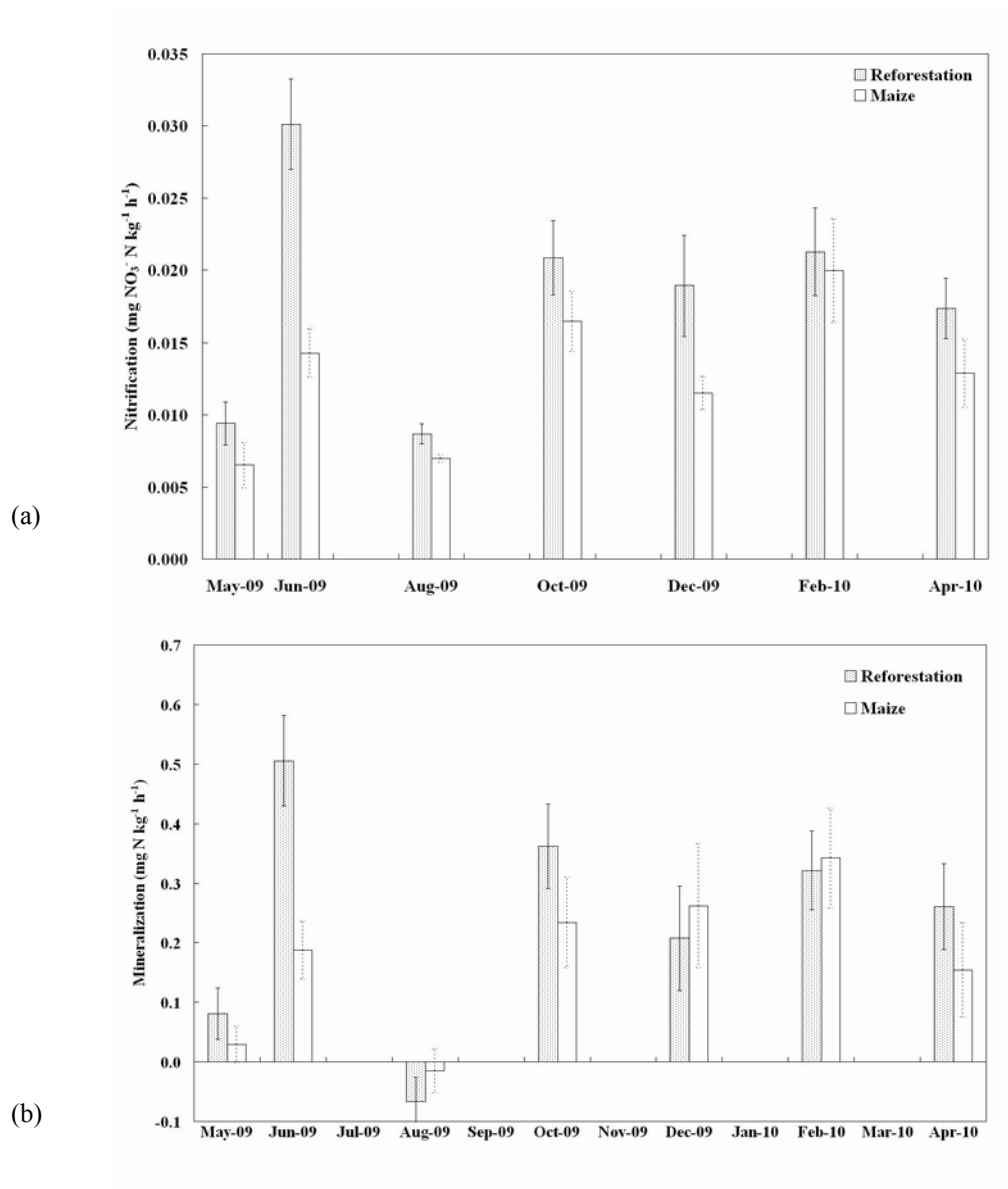 0.035
0.030
0.025
0.020
0.015
0.010
0.005
0.000
Nitrification (mg NO₃⁻ N kg⁻¹ h⁻¹)
Reforestation
Maize
May-09 Jun-09 Aug-09 Oct-09 Dec-09 Feb-10 Apr-10
(a)
0.7
0.6
0.5
0.4
0.3
0.2
0.1
0.0
-0.1
Mineralization (mg N kg⁻¹ h⁻¹)
Reforestation
Maize
May-09 Jun-09 Jul-09 Aug-09 Sep-09 Oct-09 Nov-09 Dec-09 Jan-10 Feb-10 Mar-10 Apr-10
(b)